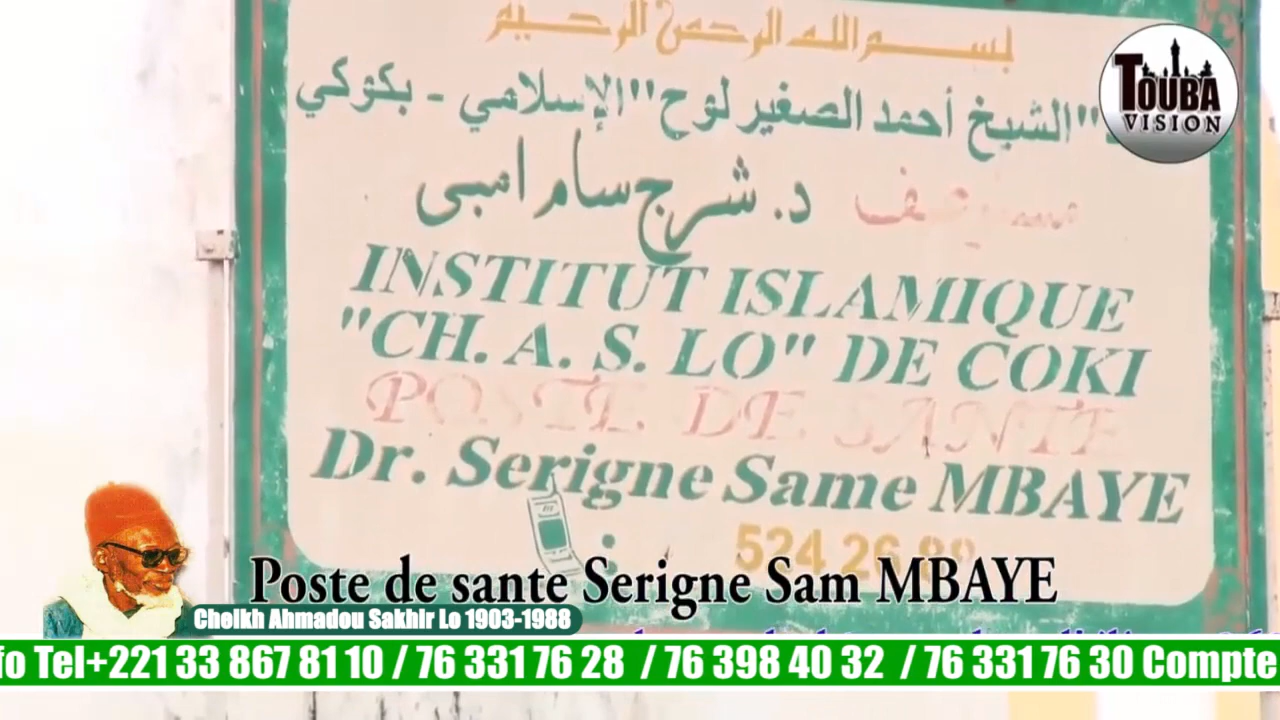 بسم الله الرحمن الرحيم
"الشيخ أحمد الصغير لوح" الإسلامي - بكوكي
د. شرج سام امبى
INSTITUT ISLAMIQUE
"CH. A. S. LO" DE COKI
POSTE DE SANTE
Dr. Serigne Same MBAYE
524 26 89
TOUBA
VISION
Poste de sante Serigne Sam MBAYE
Cheikh Ahmadou Sakhir Lo 1903-1988
fo Tel+221 33 867 81 10 / 76 331 76 28 / 76 398 40 32 / 76 331 76 30 Compte